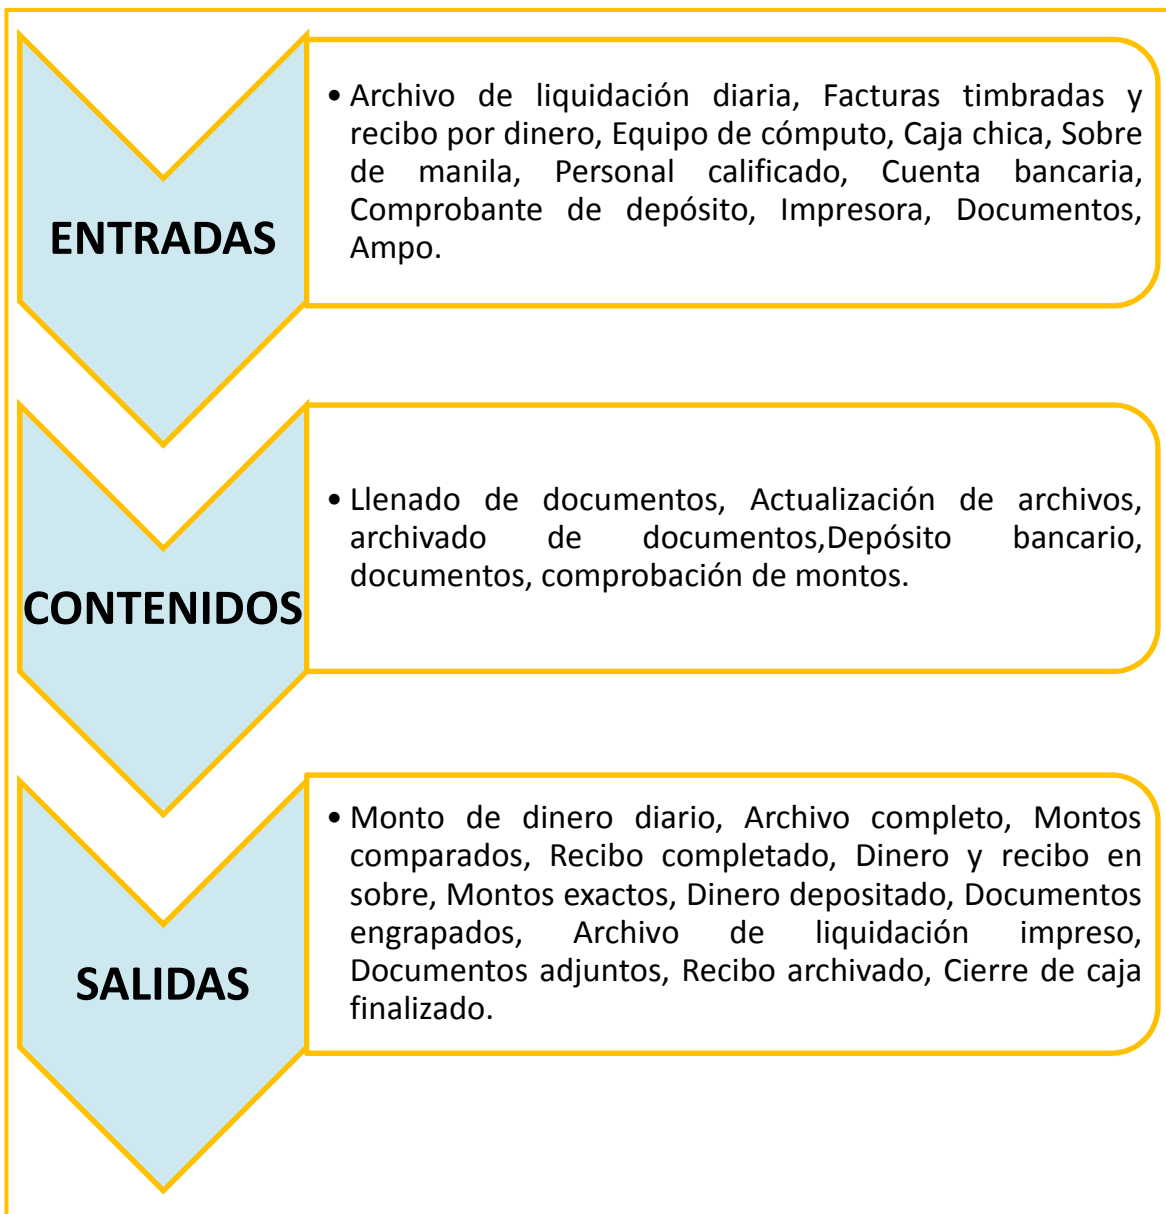 ENTRADAS
• Archivo de liquidación diaria, Facturas timbradas y
recibo por dinero, Equipo de cómputo, Caja chica, Sobre
de manila, Personal calificado, Cuenta bancaria,
Comprobante de depósito, Impresora, Documentos,
Ampo.
CONTENIDOS
• Llenado de documentos, Actualización de archivos,
archivado de documentos,Depósito bancario,
documentos, comprobación de montos.
SALIDAS
• Monto de dinero diario, Archivo completo, Montos
comparados, Recibo completado, Dinero y recibo en
sobre, Montos exactos, Dinero depositado, Documentos
engrapados, Archivo de liquidación impreso,
Documentos adjuntos, Recibo archivado, Cierre de caja
finalizado.